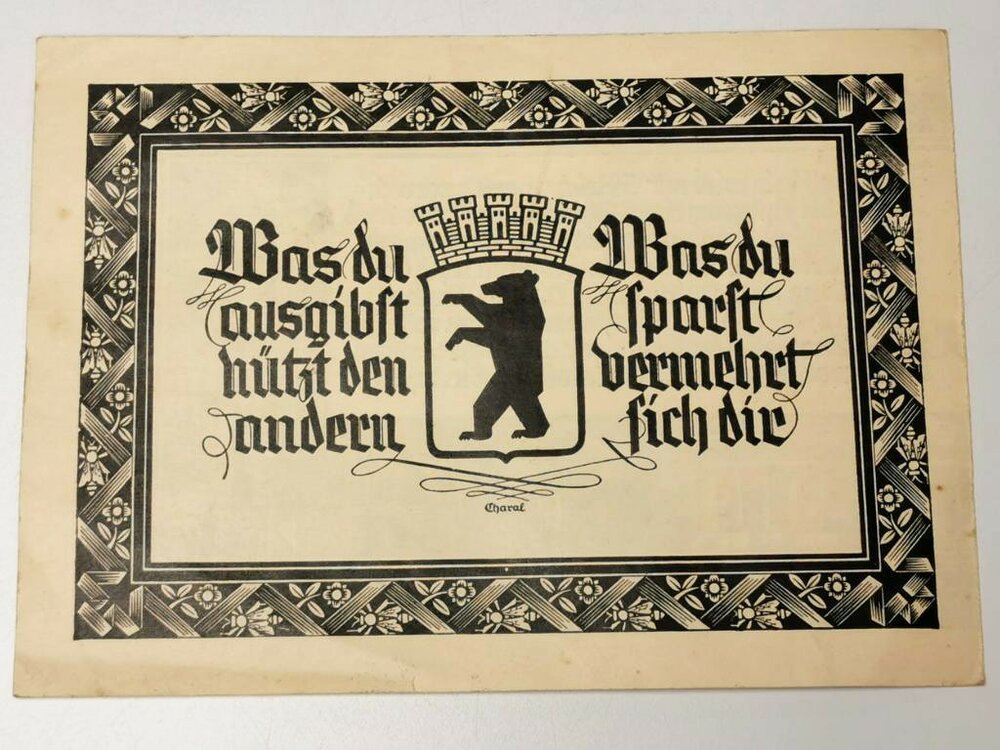 Was du
ausgibst
nützt den
andern
Was du
sparst
vermehrt
sich dir
Charal